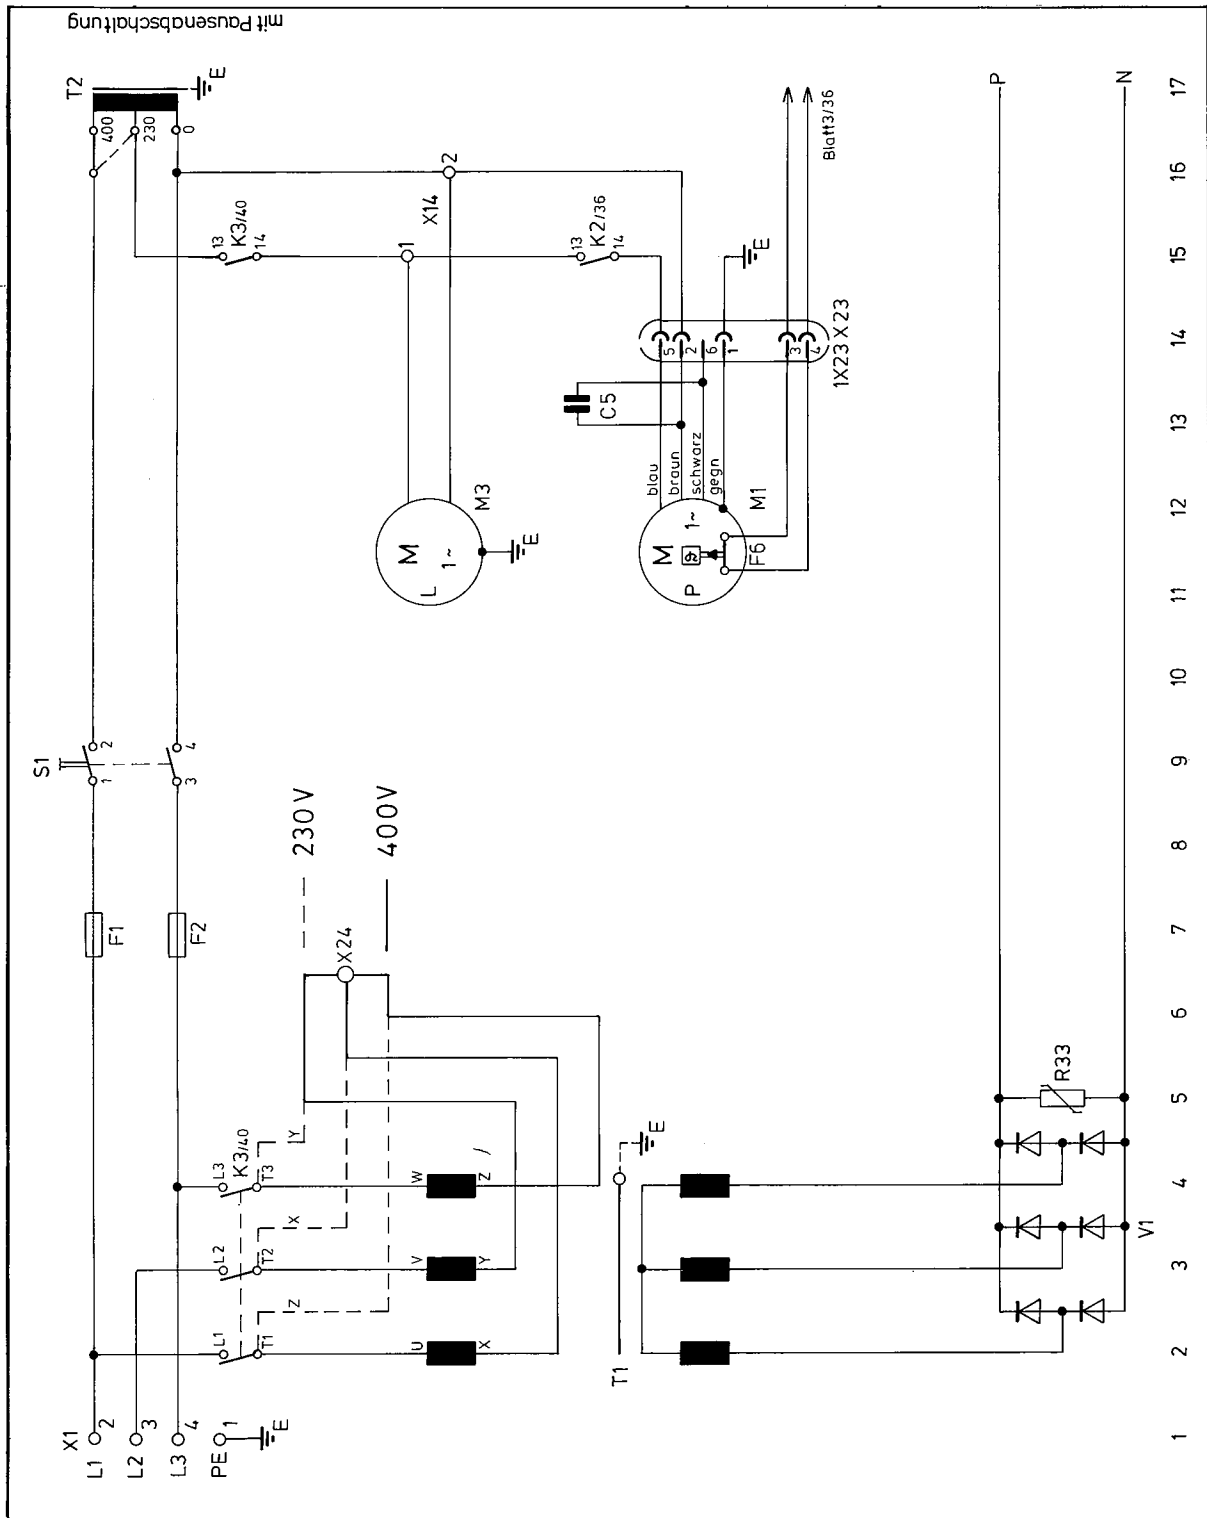 mit Pausenabschaltung
X1
L1
2
L2
3
L3
4
PE
1
E
F1
F2
S1
1
2
3
4
T2
400
230
0
E
L1
T1
L2
T2
L3
T3
K3/40
Z
X
Y
U
X
V
Y
W
Z
/
X24
230V
400V
T1
E
13
14
K3/40
1
2
X14
M
L
1~
M3
E
13
14
K2/36
blau
braun
schwarz
gegn
C5
5
2
6
1
3
4
1X23 X23
E
M
P
1~
ϑ
F6
M1
Blatt3/36
V1
R33
P
N
1
2
3
4
5
6
7
8
9
10
11
12
13
14
15
16
17